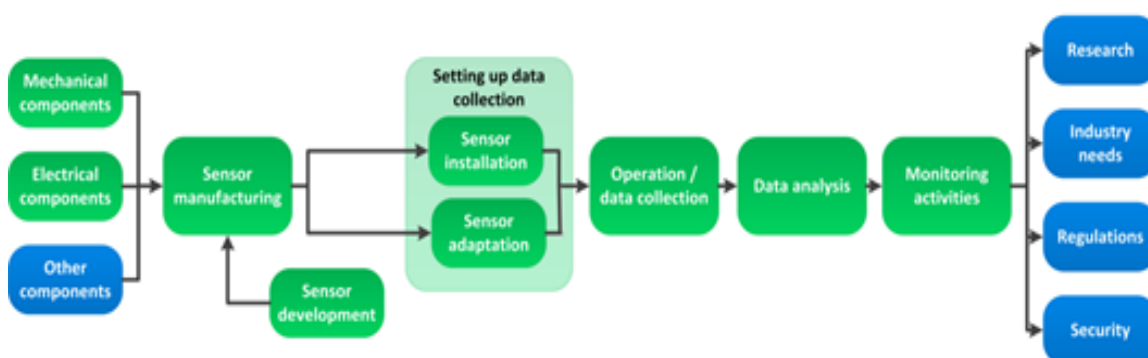 Mechanical
components
Electrical
components
Other
components
Sensor
manufacturing
Sensor
development
Setting up data
collection
Sensor
installation
Sensor
adaptation
Operation /
data collection
Data analysis
Monitoring
activities
Research
Industry
needs
Regulations
Security